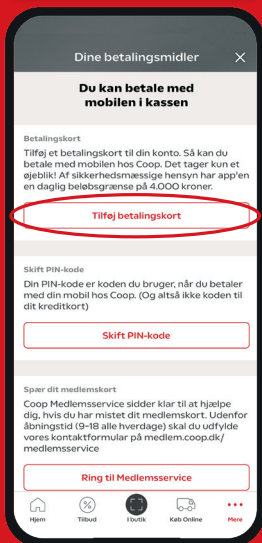 Dine betalingsmidler
Du kan betale med
mobilen i kassen
Betalingskort
Tilføj et betalingskort til din konto. Så kan du
betale med mobilen hos Coop. Det tager kun et
øjeblik! Af sikkerhedsmæssige hensyn har app'en
en daglig beløbsgrænse på 4.000 kroner.
Tilføj betalingskort
Skift PIN-kode
Din PIN-kode er koden du bruger, når du betaler
med din mobil hos Coop. (Og altså ikke koden til
dit kreditkort)
Skift PIN-kode
Spær dit medlemskort
Coop Medlemsservice sidder klar til at hjælpe
dig, hvis du har mistet dit medlemskort. Udenfor
åbningstid (9-18 alle hverdage) skal du udfylde
vores kontaktformular på medlem.coop.dk/
medlemsservice
Ring til Medlemsservice
Hjem Tilbud I butik Køb Online Mere